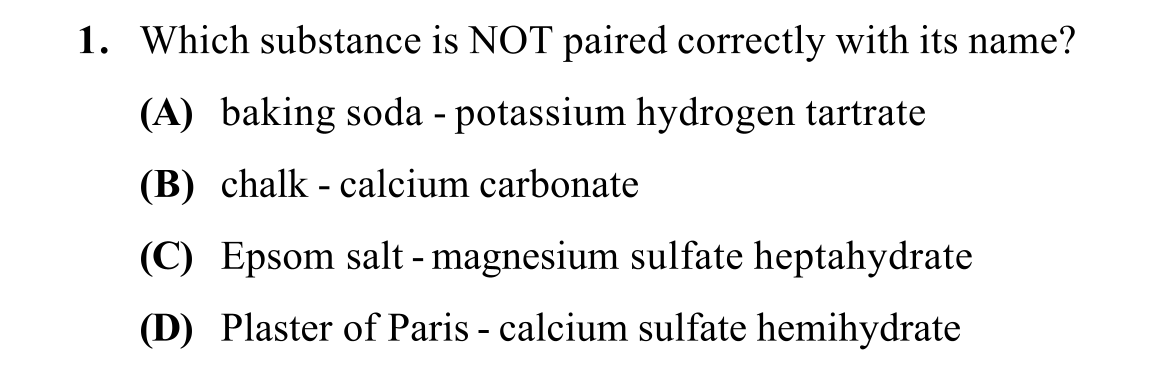 1. Which substance is NOT paired correctly with its name?
(A) baking soda - potassium hydrogen tartrate
(B) chalk - calcium carbonate
(C) Epsom salt - magnesium sulfate heptahydrate
(D) Plaster of Paris - calcium sulfate hemihydrate